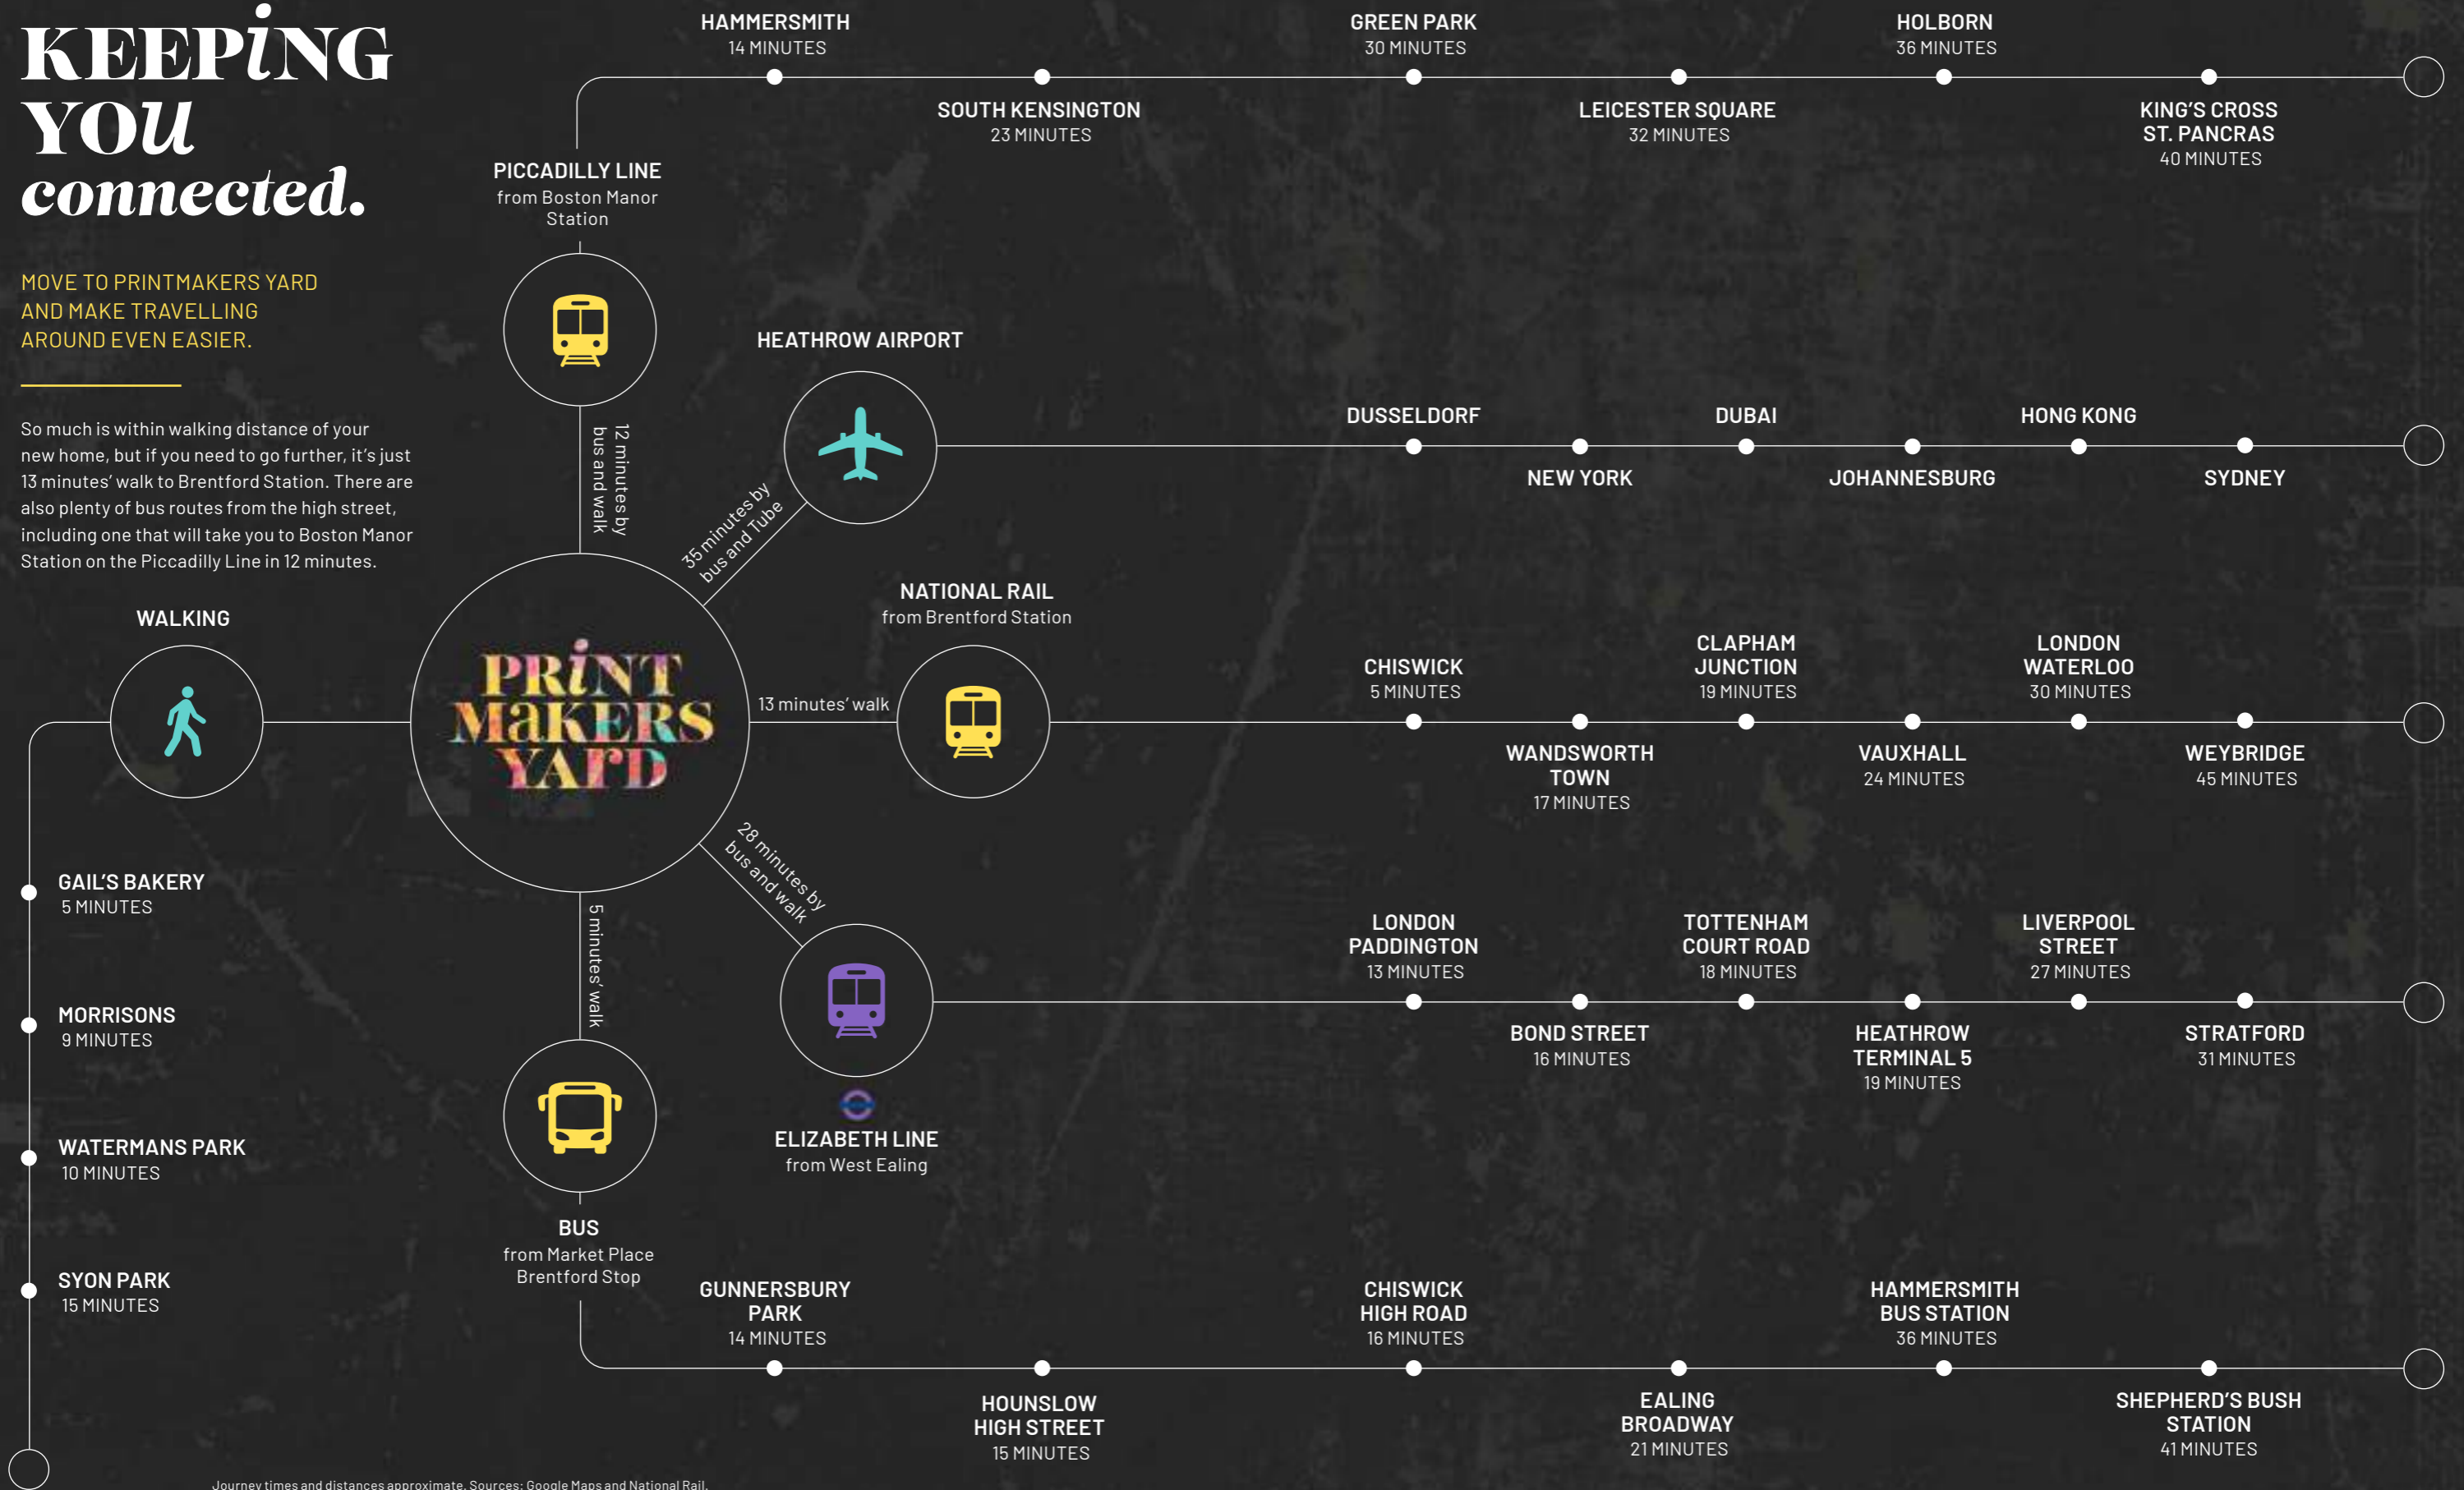 KEEPiNG
YOU
connected.
MOVE TO PRINTMAKERS YARD
AND MAKE TRAVELLING
AROUND EVEN EASIER.
So much is within walking distance of your
new home, but if you need to go further, it's just
13 minutes' walk to Brentford Station. There are
also plenty of bus routes from the high street,
including one that will take you to Boston Manor
Station on the Piccadilly Line in 12 minutes.
PICCADILLY LINE
from Boston Manor
Station
12 minutes by
bus and walk
HAMMERSMITH
14 MINUTES
SOUTH KENSINGTON
23 MINUTES
GREEN PARK
30 MINUTES
LEICESTER SQUARE
32 MINUTES
HOLBORN
36 MINUTES
KING'S CROSS
ST. PANCRAS
40 MINUTES
HEATHROW AIRPORT
35 minutes by
bus and Tube
DUSSELDORF
NEW YORK
DUBAI
JOHANNESBURG
HONG KONG
SYDNEY
PRiNT
MaKERS
YArD
NATIONAL RAIL
from Brentford Station
13 minutes' walk
CHISWICK
5 MINUTES
WANDSWORTH
TOWN
17 MINUTES
CLAPHAM
JUNCTION
19 MINUTES
VAUXHALL
24 MINUTES
LONDON
WATERLOO
30 MINUTES
WEYBRIDGE
45 MINUTES
28 minutes by
bus and walk
ELIZABETH LINE
from West Ealing
LONDON
PADDINGTON
13 MINUTES
BOND STREET
16 MINUTES
TOTTENHAM
COURT ROAD
18 MINUTES
HEATHROW
TERMINAL 5
19 MINUTES
LIVERPOOL
STREET
27 MINUTES
STRATFORD
31 MINUTES
5 minutes' walk
BUS
from Market Place
Brentford Stop
GUNNERSBURY
PARK
14 MINUTES
HOUNSLOW
HIGH STREET
15 MINUTES
CHISWICK
HIGH ROAD
16 MINUTES
EALING
BROADWAY
21 MINUTES
HAMMERSMITH
BUS STATION
36 MINUTES
SHEPHERD'S BUSH
STATION
41 MINUTES
WALKING
GAIL'S BAKERY
5 MINUTES
MORRISONS
9 MINUTES
WATERMANS PARK
10 MINUTES
SYON PARK
15 MINUTES
Journey times and distances approximate. Sources: Google Maps and National Rail.